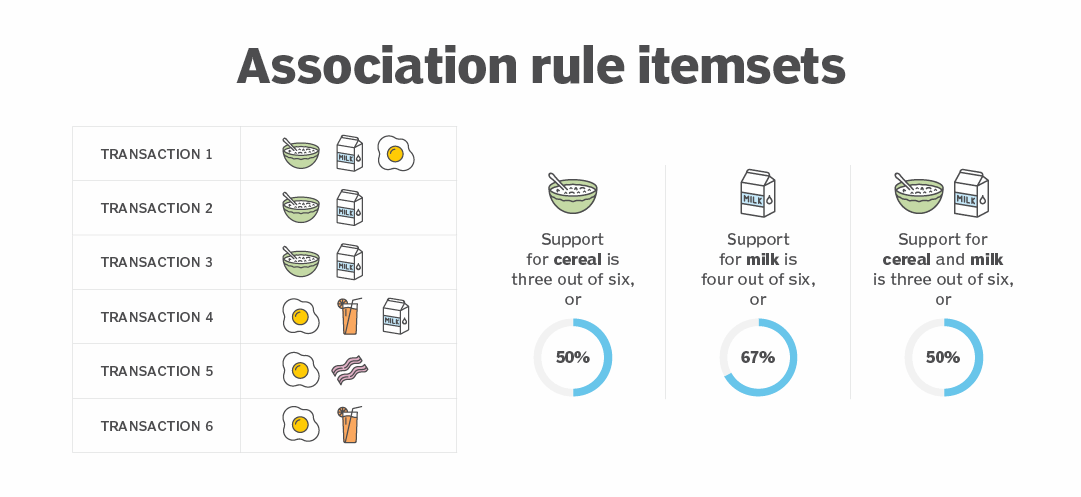 Association rule itemsets
TRANSACTION 1
MILK
TRANSACTION 2
MILK
TRANSACTION 3
MILK
TRANSACTION 4
MILK
TRANSACTION 5
TRANSACTION 6
Support
for cereal is
three out of six,
or
50%
MILK
Support
for milk is
four out of six,
or
67%
MILK
Support for
cereal and milk
is three out of six,
or
50%